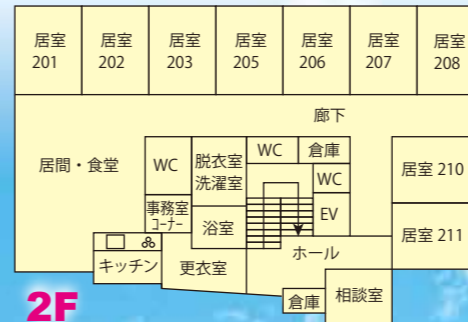 居室
201
居室
202
居室
203
居室
205
居室
206
居室
207
居室
208
廊下
居間・食堂
WC
脱衣室
洗濯室
WC
倉庫
WC
居室 210
事務室
コーナー
浴室
EV
居室 211
キッチン
更衣室
ホール
倉庫
相談室
2F